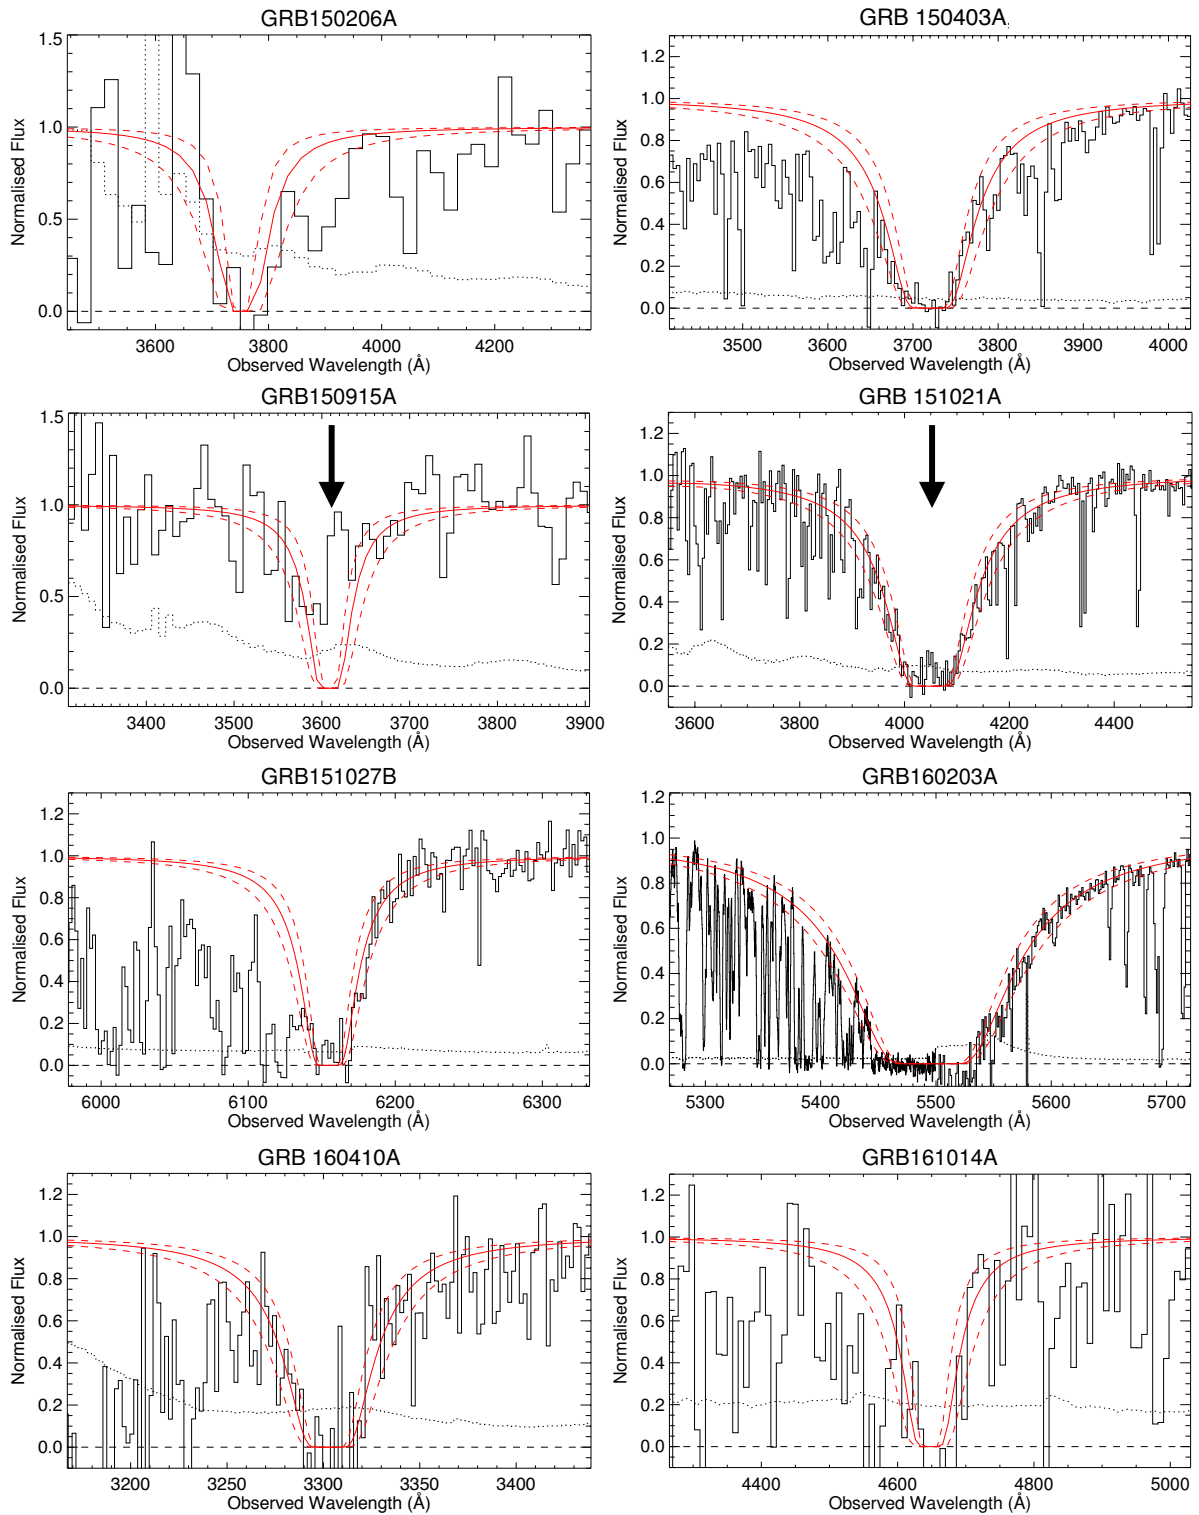 GRB150206A
1.5
1.0
0.5
0.0
Normalised Flux
3600 3800 4000 4200
Observed Wavelength (Å)
GRB 150403A
1.2
1.0
0.8
0.6
0.4
0.2
0.0
Normalised Flux
3500 3600 3700 3800 3900 4000
Observed Wavelength (Å)
GRB150915A
1.5
1.0
0.5
0.0
Normalised Flux
3400 3500 3600 3700 3800 3900
Observed Wavelength (Å)
GRB 151021A
1.2
1.0
0.8
0.6
0.4
0.2
0.0
Normalised Flux
3600 3800 4000 4200 4400
Observed Wavelength (Å)
GRB151027B
1.2
1.0
0.8
0.6
0.4
0.2
0.0
Normalised Flux
6000 6100 6200 6300
Observed Wavelength (Å)
GRB160203A
1.2
1.0
0.8
0.6
0.4
0.2
0.0
Normalised Flux
5300 5400 5500 5600 5700
Observed Wavelength (Å)
GRB 160410A
1.2
1.0
0.8
0.6
0.4
0.2
0.0
Normalised Flux
3200 3250 3300 3350 3400
Observed Wavelength (Å)
GRB161014A
1.2
1.0
0.8
0.6
0.4
0.2
0.0
Normalised Flux
4400 4600 4800 5000
Observed Wavelength (Å)